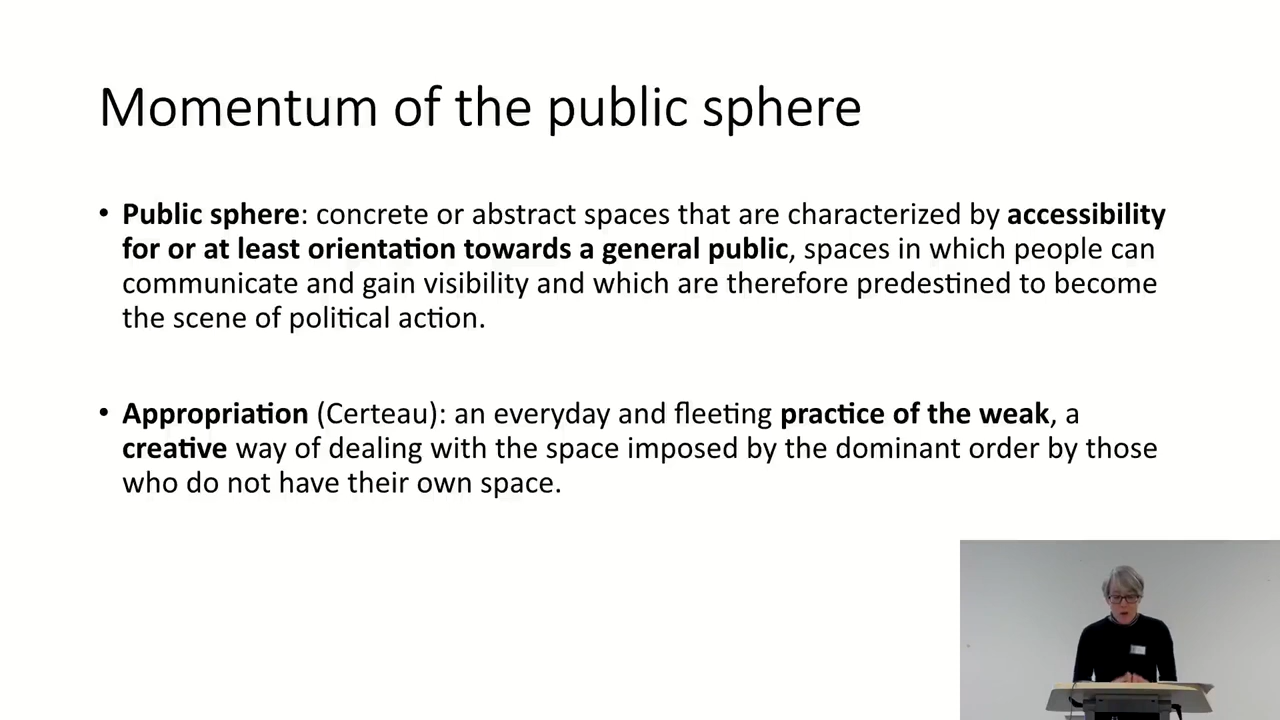 Momentum of the public sphere
• Public sphere: concrete or abstract spaces that are characterized by accessibility
for or at least orientation towards a general public, spaces in which people can
communicate and gain visibility and which are therefore predestined to become
the scene of political action.
• Appropriation (Certeau): an everyday and fleeting practice of the weak, a
creative way of dealing with the space imposed by the dominant order by those
who do not have their own space.